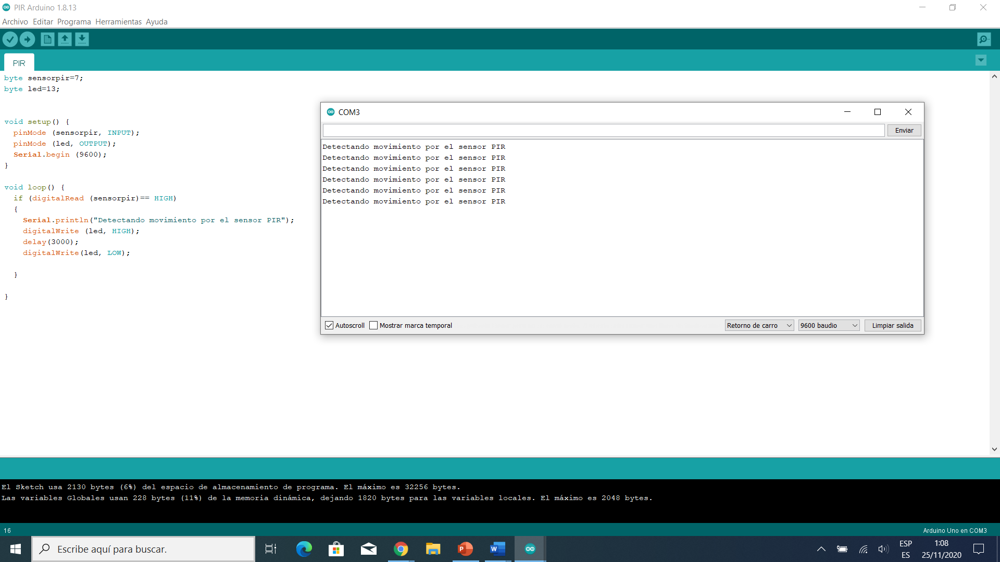 PIR Arduino 1.8.13
Archivo Editar Programa Herramientas Ayuda
PIR
byte sensorpir=7;
byte led=13;
void setup() {
pinMode (sensorpir, INPUT);
pinMode (led, OUTPUT);
Serial.begin (9600);
}
void loop() {
if (digitalRead (sensorpir)== HIGH)
{
Serial.println("Detectando movimiento por el sensor PIR");
digitalWrite (led, HIGH);
delay(3000);
digitalWrite(led, LOW);
}
}
COM3
Enviar
Detectando movimiento por el sensor PIR
Detectando movimiento por el sensor PIR
Detectando movimiento por el sensor PIR
Detectando movimiento por el sensor PIR
Detectando movimiento por el sensor PIR
Detectando movimiento por el sensor PIR
Autoscroll Mostrar marca temporal Retorno de carro 9600 baudio Limpiar salida
El Sketch usa 2130 bytes (6%) del espacio de almacenamiento de programa. El máximo es 32256 bytes.
Las variables Globales usan 228 bytes (11%) de la memoria dinámica, dejando 1820 bytes para las variables locales. El máximo es 2048 bytes.
16 Arduino Uno en COM3
Escribe aquí para buscar.
P
W
ESP
ES
1:08
25/11/2020